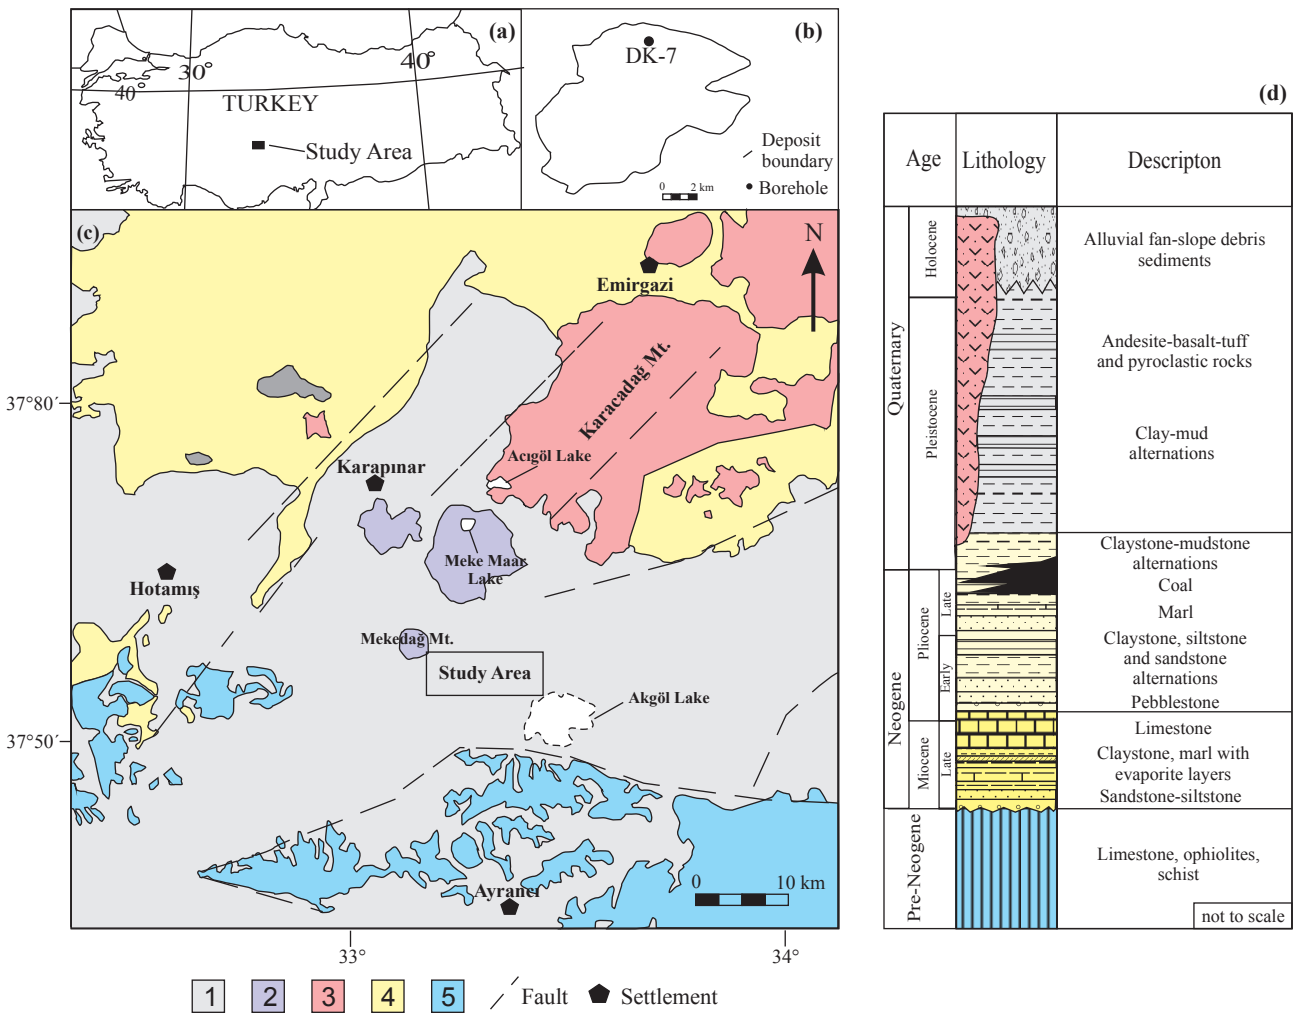 (a)
30°
40°
40°
TURKEY
Study Area
(b)
DK-7
Deposit
boundary
Borehole
0 2 km
(c)
N
Emirgazi
Karacadağ Mt.
37°80'
Karapınar
Acıgöl Lake
Meke Maar
Lake
Hotamış
Mekedağ Mt.
Study Area
Akgöl Lake
37°50'
Ayrancı
0 10 km
33°
34°
1 2 3 4 5 Fault Settlement
(d)
Age Lithology Descripton
Quaternary
Holocene
Pleistocene
Alluvial fan-slope debris
sediments
Andesite-basalt-tuff
and pyroclastic rocks
Clay-mud
alternations
Neogene
Pliocene
Late
Early
Claystone-mudstone
alternations
Coal
Marl
Claystone, siltstone
and sandstone
alternations
Pebblestone
Miocene
Late
Limestone
Claystone, marl with
evaporite layers
Sandstone-siltstone
Pre-Neogene
Limestone, ophiolites,
schist
not to scale